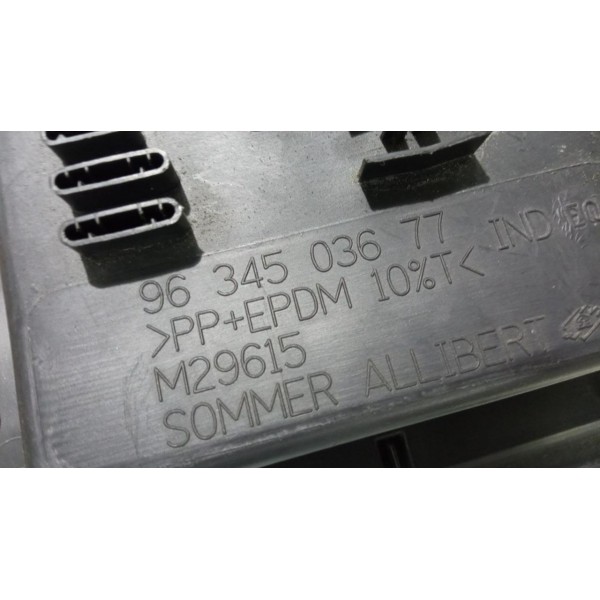 96 345 036 77 IND
>PP+EPDM 10%T<
M29615
SOMMER ALLIBERT